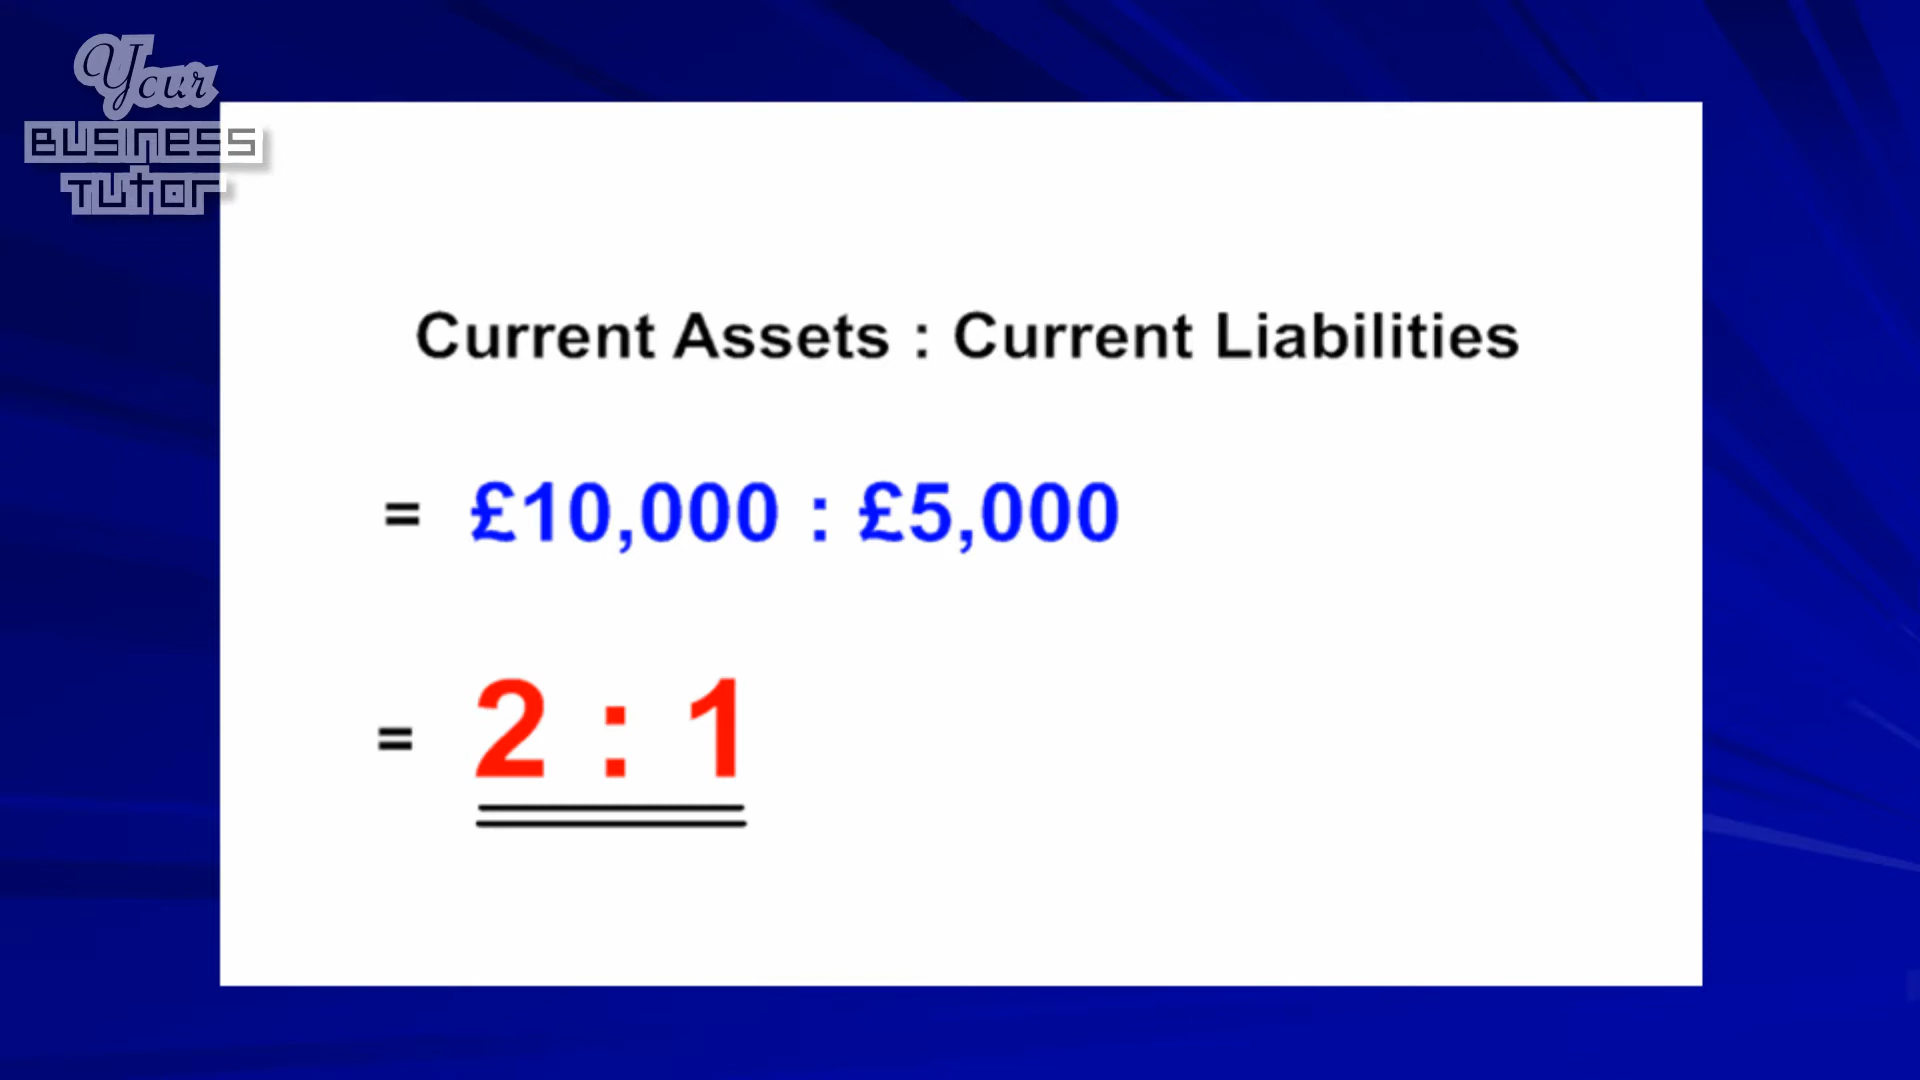 Your
BUSINESS
TUTOR
Current Assets : Current Liabilities
= £10,000 : £5,000
= 2 : 1